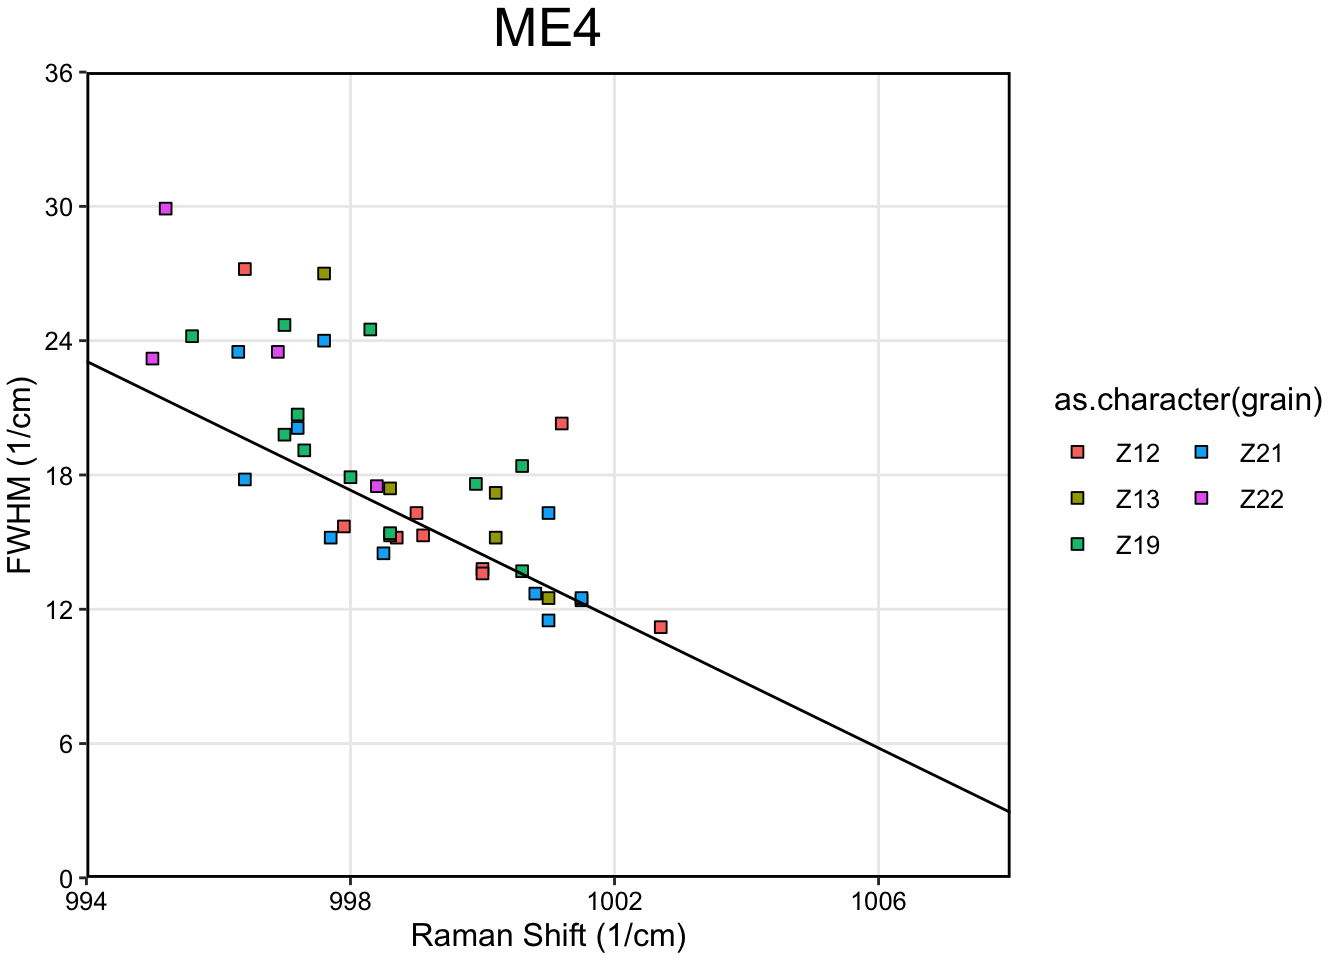 ME4
36
30
24
18
12
6
0
994 998 1002 1006
Raman Shift (1/cm)
FWHM (1/cm)
as.character(grain)
Z12 Z21
Z13 Z22
Z19